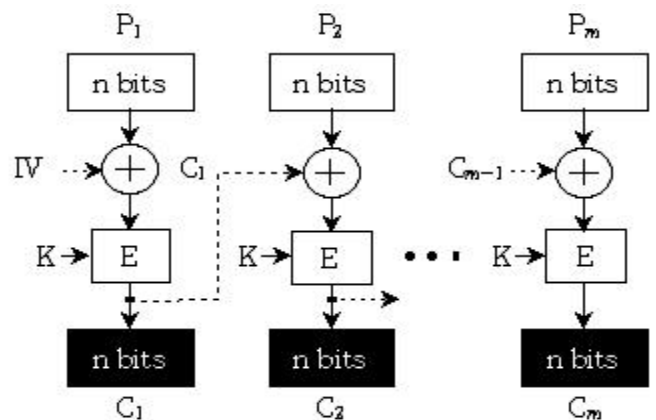 P₁ P₂ Pₘ
n bits n bits n bits
IV C₁ Cₘ₋₁
K E K E K E
n bits n bits n bits
C₁ C₂ Cₘ